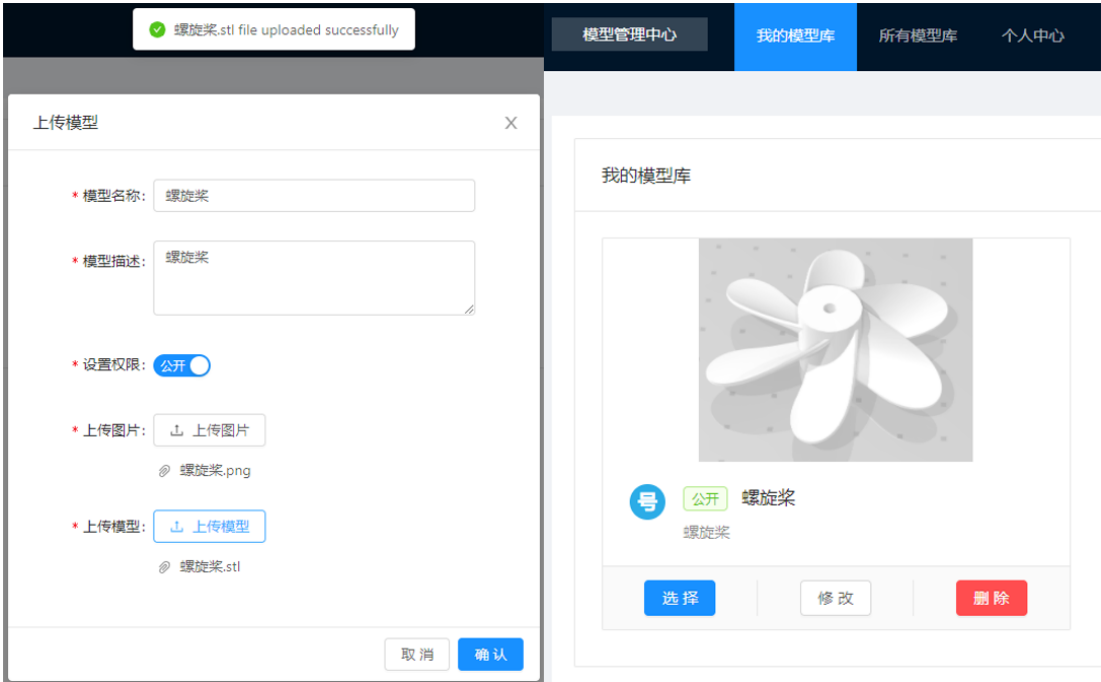 螺旋桨.stl file uploaded successfully
上传模型
* 模型名称: 螺旋桨
* 模型描述: 螺旋桨
* 设置权限: 公开
* 上传图片: 上传图片
螺旋桨.png
* 上传模型: 上传模型
螺旋桨.stl
取消 确认
模型管理中心 我的模型库 所有模型库 个人中心
我的模型库
号 公开 螺旋桨
螺旋桨
选择 修改 删除